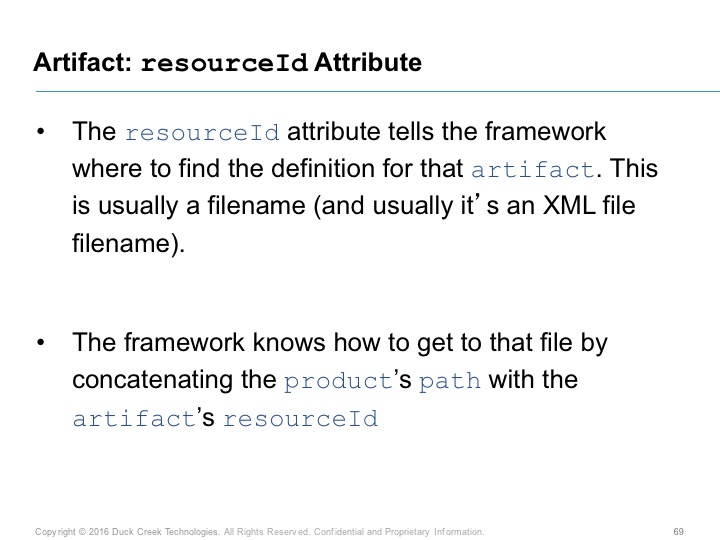 Artifact: resourceId Attribute
• The resourceId attribute tells the framework
where to find the definition for that artifact. This
is usually a filename (and usually it’s an XML file
filename).
• The framework knows how to get to that file by
concatenating the product’s path with the
artifact’s resourceId
Copyright © 2016 Duck Creek Technologies. All Rights Reserved. Confidential and Proprietary Information. 69